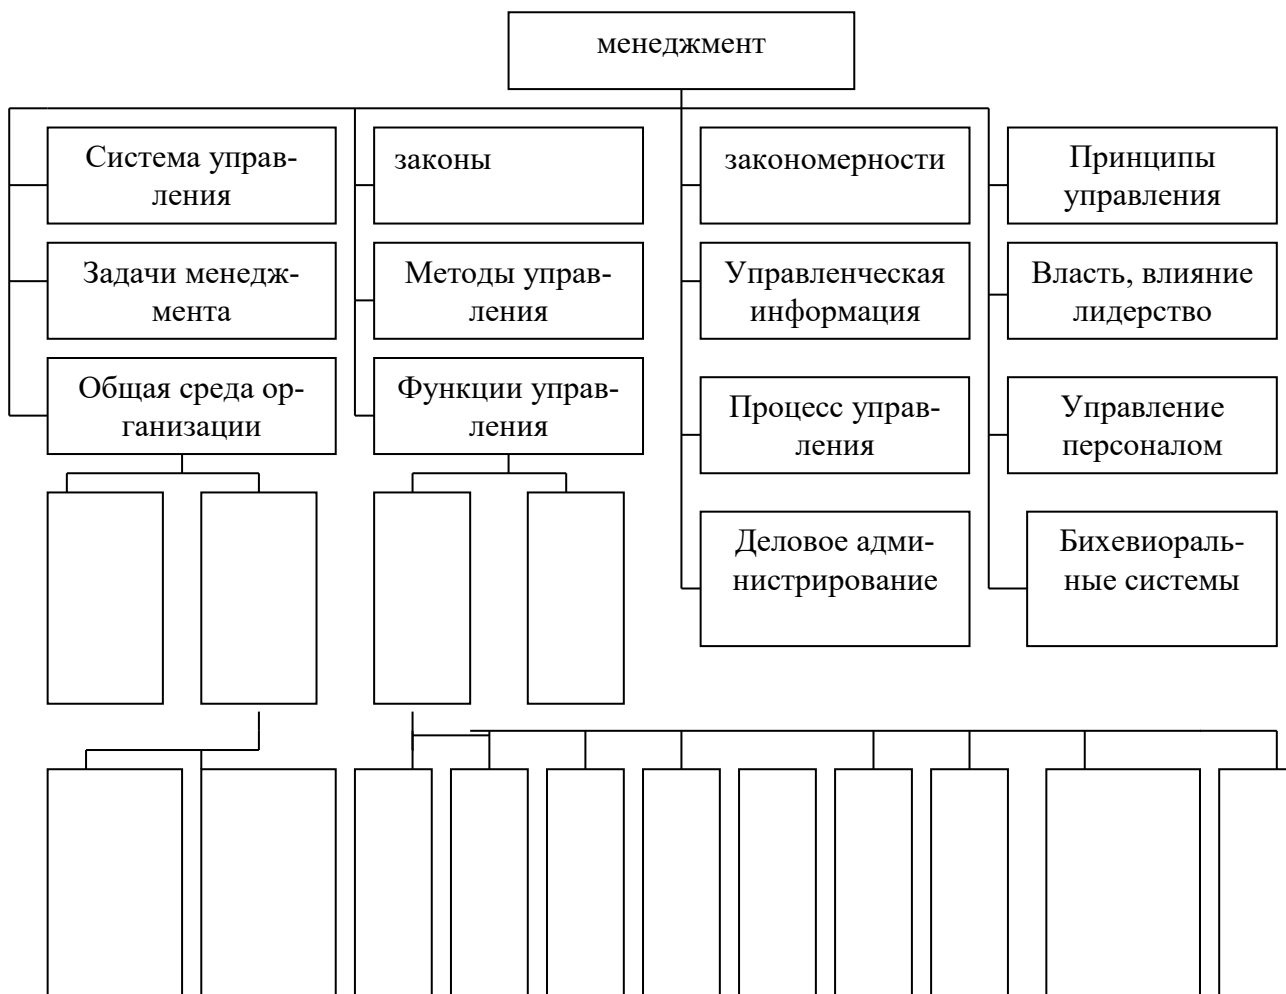 менеджмент
Система управ-
ления
законы
закономерности
Принципы
управления
Задачи менедж-
мента
Методы управ-
ления
Управленческая
информация
Власть, влияние
лидерство
Общая среда ор-
ганизации
Функции управ-
ления
Процесс управ-
ления
Управление
персоналом
Деловое адми-
нистрирование
Бихевиораль-
ные системы